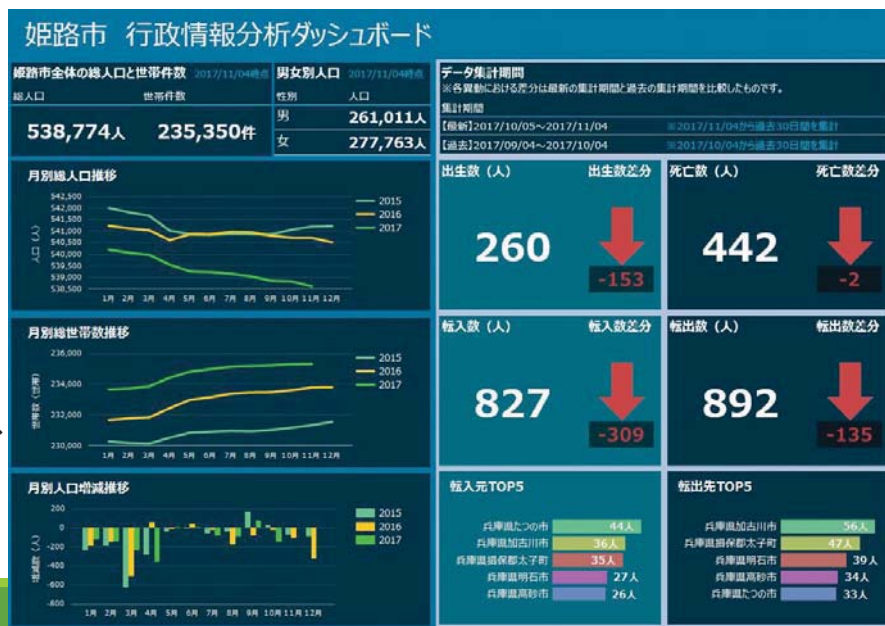 姫路市 行政情報分析ダッシュボード
姫路市全体の総人口と世帯件数 2017/11/04時点
総人口 世帯件数
538,774人 235,350件
男女別人口 2017/11/04時点
性別 人口
男 261,011人
女 277,763人
データ集計期間
※各異動における差分は最新の集計期間と過去の集計期間を比較したものです。
集計期間
【最新】2017/10/05～2017/11/04 ※2017/11/04から過去30日間を集計
【過去】2017/09/04～2017/10/04 ※2017/10/04から過去30日間を集計
月別総人口推移
542,500
542,000
541,500
541,000
540,500
540,000
539,500
539,000
538,500
人口（人）
1月 2月 3月 4月 5月 6月 7月 8月 9月 10月 11月 12月
2015
2016
2017
出生数（人） 出生数差分
260
-153
死亡数（人） 死亡数差分
442
-2
月別総世帯数推移
236,000
234,000
232,000
230,000
世帯数（世帯）
1月 2月 3月 4月 5月 6月 7月 8月 9月 10月 11月 12月
2015
2016
2017
転入数（人） 転入数差分
827
-309
転出数（人） 転出数差分
892
-135
月別人口増減推移
200
0
-200
-400
-600
-800
増減数（人）
1月 2月 3月 4月 5月 6月 7月 8月 9月 10月 11月 12月
2015
2016
2017
転入元TOP5
兵庫県たつの市 44人
兵庫県加古川市 36人
兵庫県揖保郡太子町 35人
兵庫県明石市 27人
兵庫県高砂市 26人
転出先TOP5
兵庫県加古川市 56人
兵庫県揖保郡太子町 47人
兵庫県明石市 39人
兵庫県高砂市 34人
兵庫県たつの市 33人